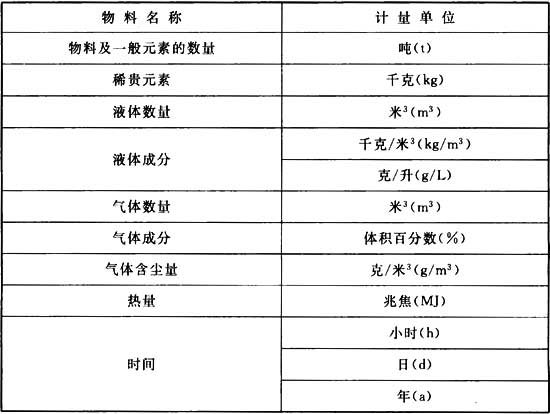 物料名称 计量单位
物料及一般元素的数量 吨(t)
稀贵元素 千克(kg)
液体数量 米³(m³)
液体成分 千克/米³(kg/m³)
克/升(g/L)
气体数量 米³(m³)
气体成分 体积百分数(%)
气体含尘量 克/米³(g/m³)
热量 兆焦(MJ)
时间 小时(h)
日(d)
年(a)